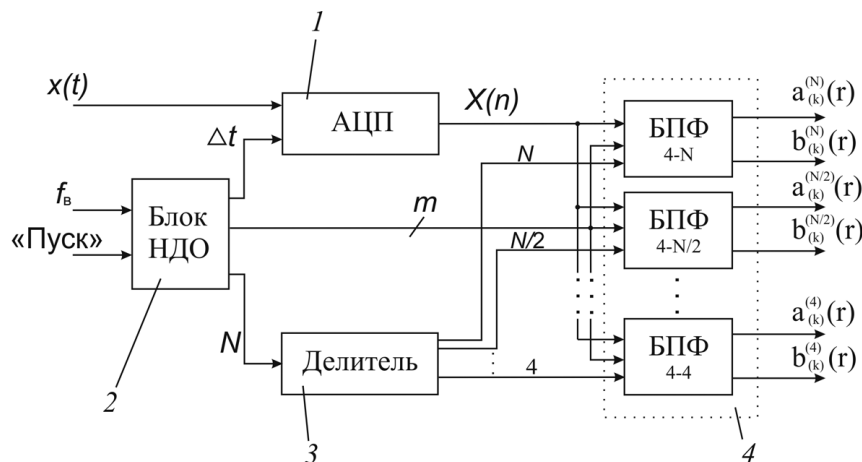 1
x(t)
АЦП
X(n)
Δt
fв
«Пуск»
Блок
НДО
2
m
N
N
N/2
4
Делитель
3
БПФ
4-N
БПФ
4-N/2
БПФ
4-4
4
a(k)(N)(r)
b(k)(N)(r)
a(k)(N/2)(r)
b(k)(N/2)(r)
a(k)(4)(r)
b(k)(4)(r)